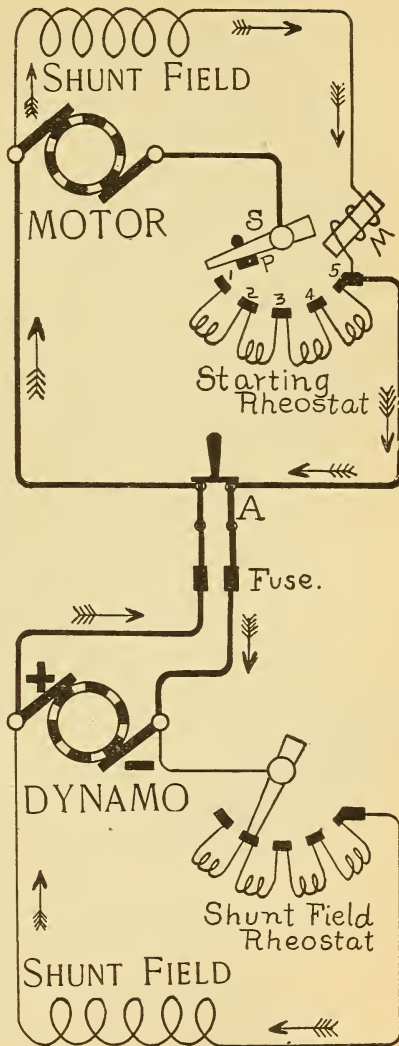 SHUNT FIELD
MOTOR
S
P
M
1
2
3
4
5
Starting
Rheostat
A
Fuse.
+
DYNAMO
−
Shunt Field
Rheostat
SHUNT FIELD